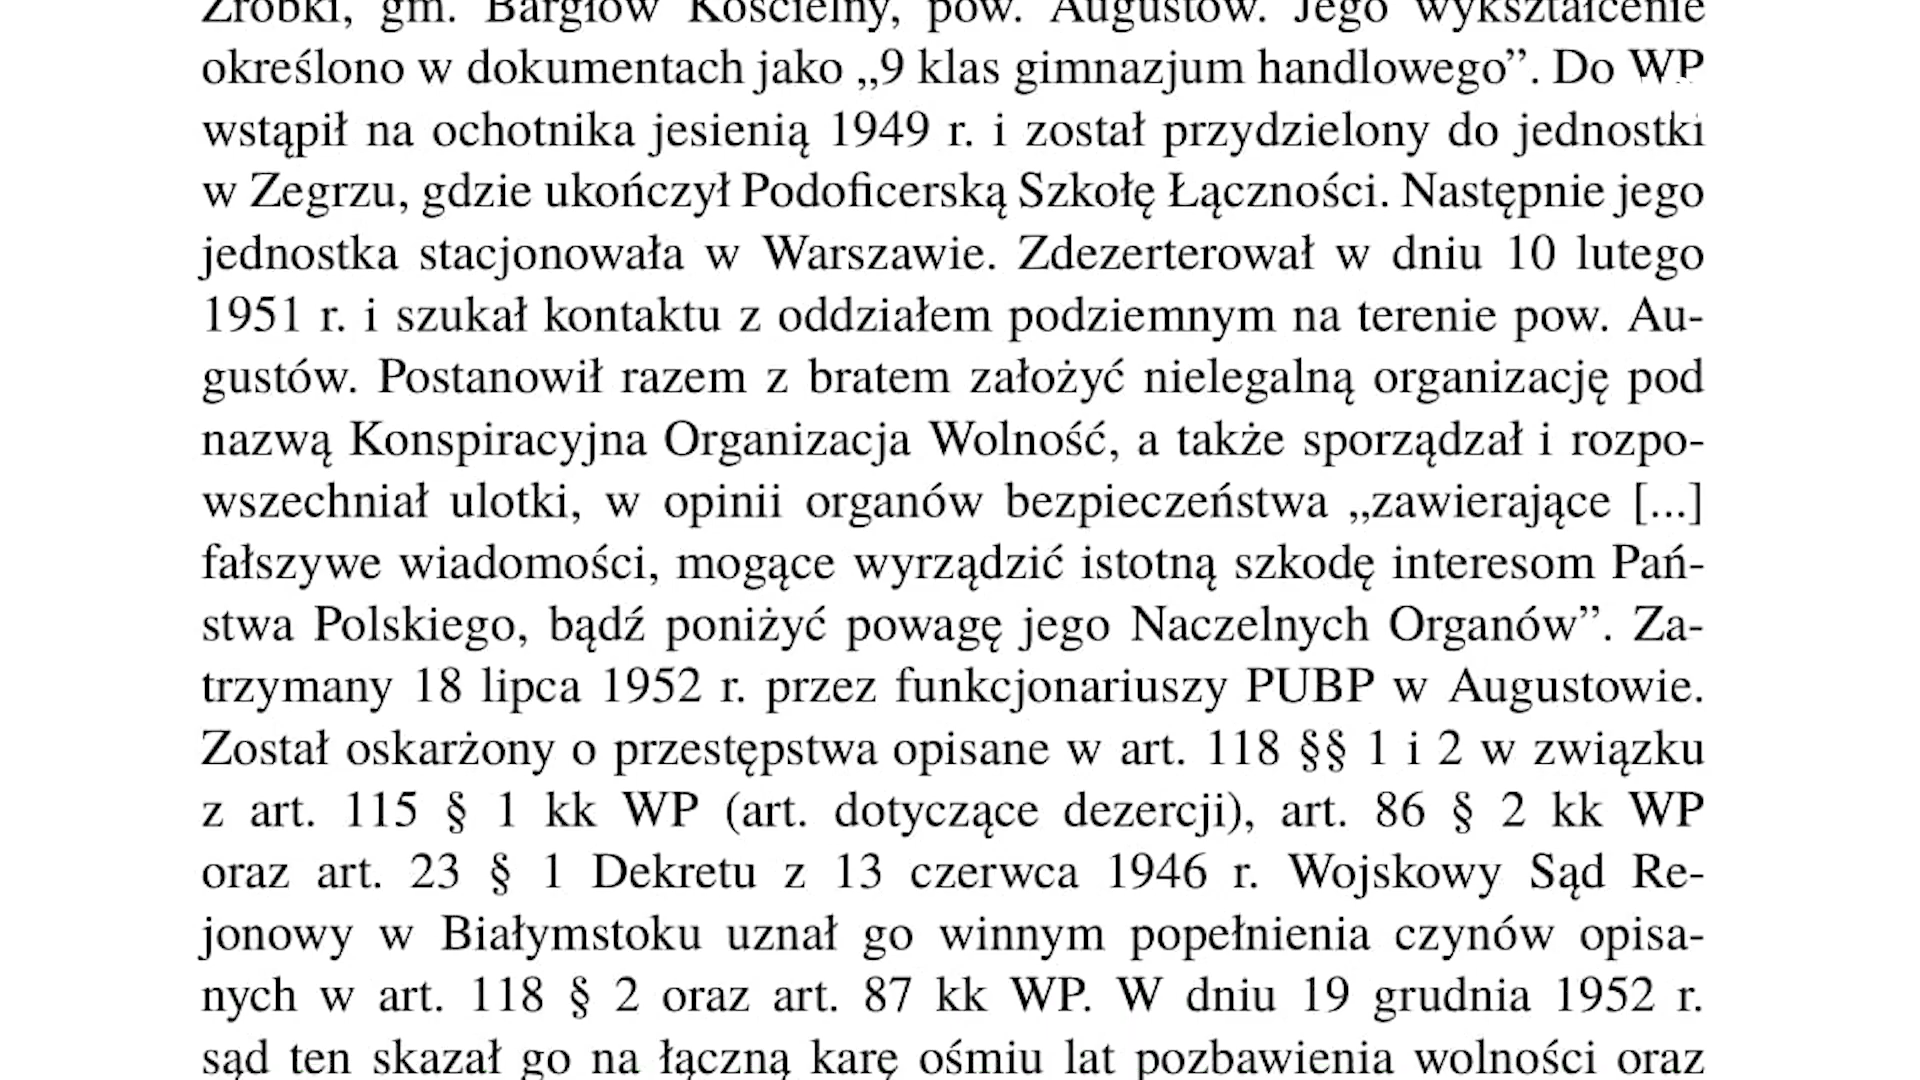 Żrobki, gm. Bargłów Kościelny, pow. Augustów. Jego wykształcenie
określono w dokumentach jako „9 klas gimnazjum handlowego”. Do WP
wstąpił na ochotnika jesienią 1949 r. i został przydzielony do jednostki
w Zegrzu, gdzie ukończył Podoficerską Szkołę Łączności. Następnie jego
jednostka stacjonowała w Warszawie. Zdezerterował w dniu 10 lutego
1951 r. i szukał kontaktu z oddziałem podziemnym na terenie pow. Au-
gustów. Postanowił razem z bratem założyć nielegalną organizację pod
nazwą Konspiracyjna Organizacja Wolność, a także sporządzał i rozpo-
wszechniał ulotki, w opinii organów bezpieczeństwa „zawierające [...]
fałszywe wiadomości, mogące wyrządzić istotną szkodę interesom Pań-
stwa Polskiego, bądź poniżyć powagę jego Naczelnych Organów”. Za-
trzymany 18 lipca 1952 r. przez funkcjonariuszy PUBP w Augustowie.
Został oskarżony o przestępstwa opisane w art. 118 §§ 1 i 2 w związku
z art. 115 § 1 kk WP (art. dotyczące dezercji), art. 86 § 2 kk WP
oraz art. 23 § 1 Dekretu z 13 czerwca 1946 r. Wojskowy Sąd Re-
jonowy w Białymstoku uznał go winnym popełnienia czynów opisa-
nych w art. 118 § 2 oraz art. 87 kk WP. W dniu 19 grudnia 1952 r.
sąd ten skazał go na łączną karę ośmiu lat pozbawienia wolności oraz